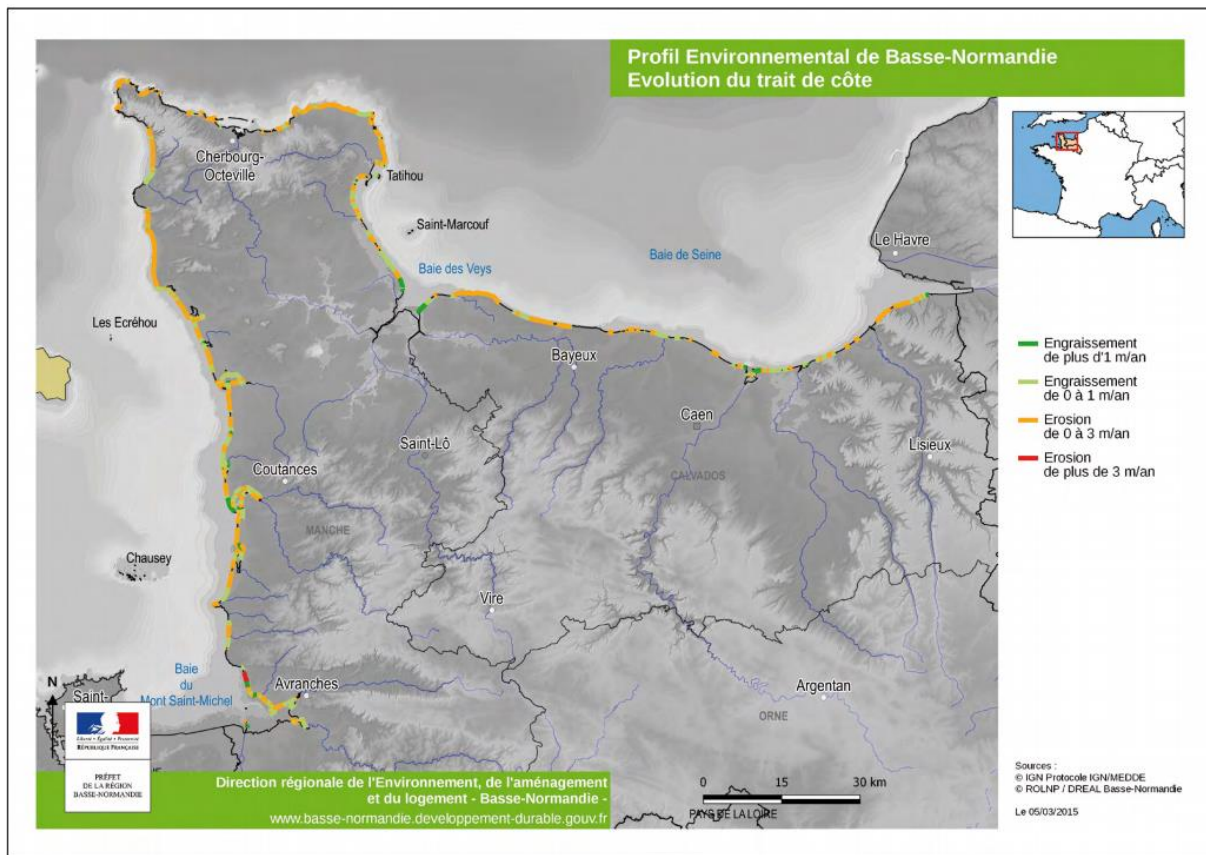 Profil Environnemental de Basse-Normandie
Evolution du trait de côte
Cherbourg-
Octeville
Tatihou
Saint-Marcouf
Baie des Veys
Baie de Seine
Le Havre
Les Ecréhou
Bayeux
Caen
Saint-Lô
Lisieux
Coutances
CALVADOS
MANCHE
Chausey
Vire
Baie
du
Mont Saint-Michel
Avranches
Argentan
ORNE
N
Saint-
Engraissement
de plus d'1 m/an
Engraissement
de 0 à 1 m/an
Erosion
de 0 à 3 m/an
Erosion
de plus de 3 m/an
Liberté • Égalité • Fraternité
RÉPUBLIQUE FRANÇAISE
PRÉFET
DE LA RÉGION
BASSE-NORMANDIE
Direction régionale de l'Environnement, de l'aménagement
et du logement - Basse-Normandie -
www.basse-normandie.developpement-durable.gouv.fr
0 15 30 km
PAYS DE LA LOIRE
Sources :
© IGN Protocole IGN/MEDDE
© ROLNP / DREAL Basse-Normandie
Le 05/03/2015